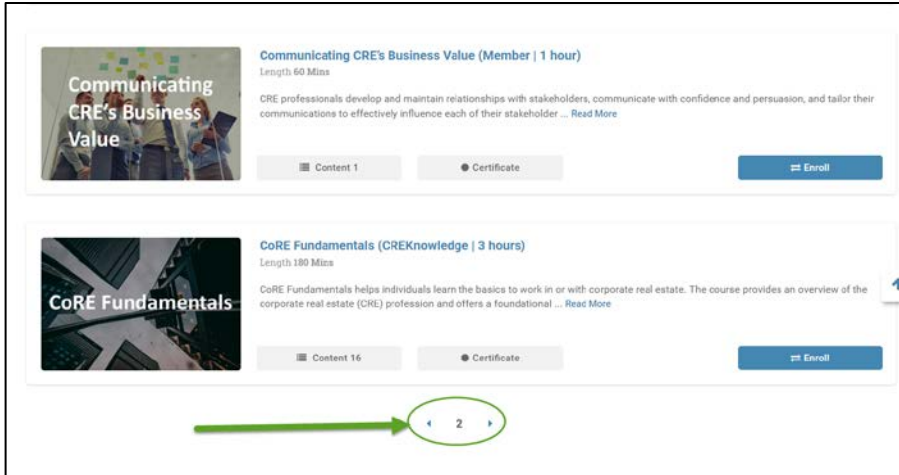 Communicating
CRE's Business
Value
Communicating CRE's Business Value (Member | 1 hour)
Length 60 Mins
CRE professionals develop and maintain relationships with stakeholders, communicate with confidence and persuasion, and tailor their
communications to effectively influence each of their stakeholder ... Read More
Content 1
Certificate
Enroll
CoRE Fundamentals
CoRE Fundamentals (CREKnowledge | 3 hours)
Length 180 Mins
CoRE Fundamentals helps individuals learn the basics to work in or with corporate real estate. The course provides an overview of the
corporate real estate (CRE) profession and offers a foundational ... Read More
Content 16
Certificate
Enroll
2